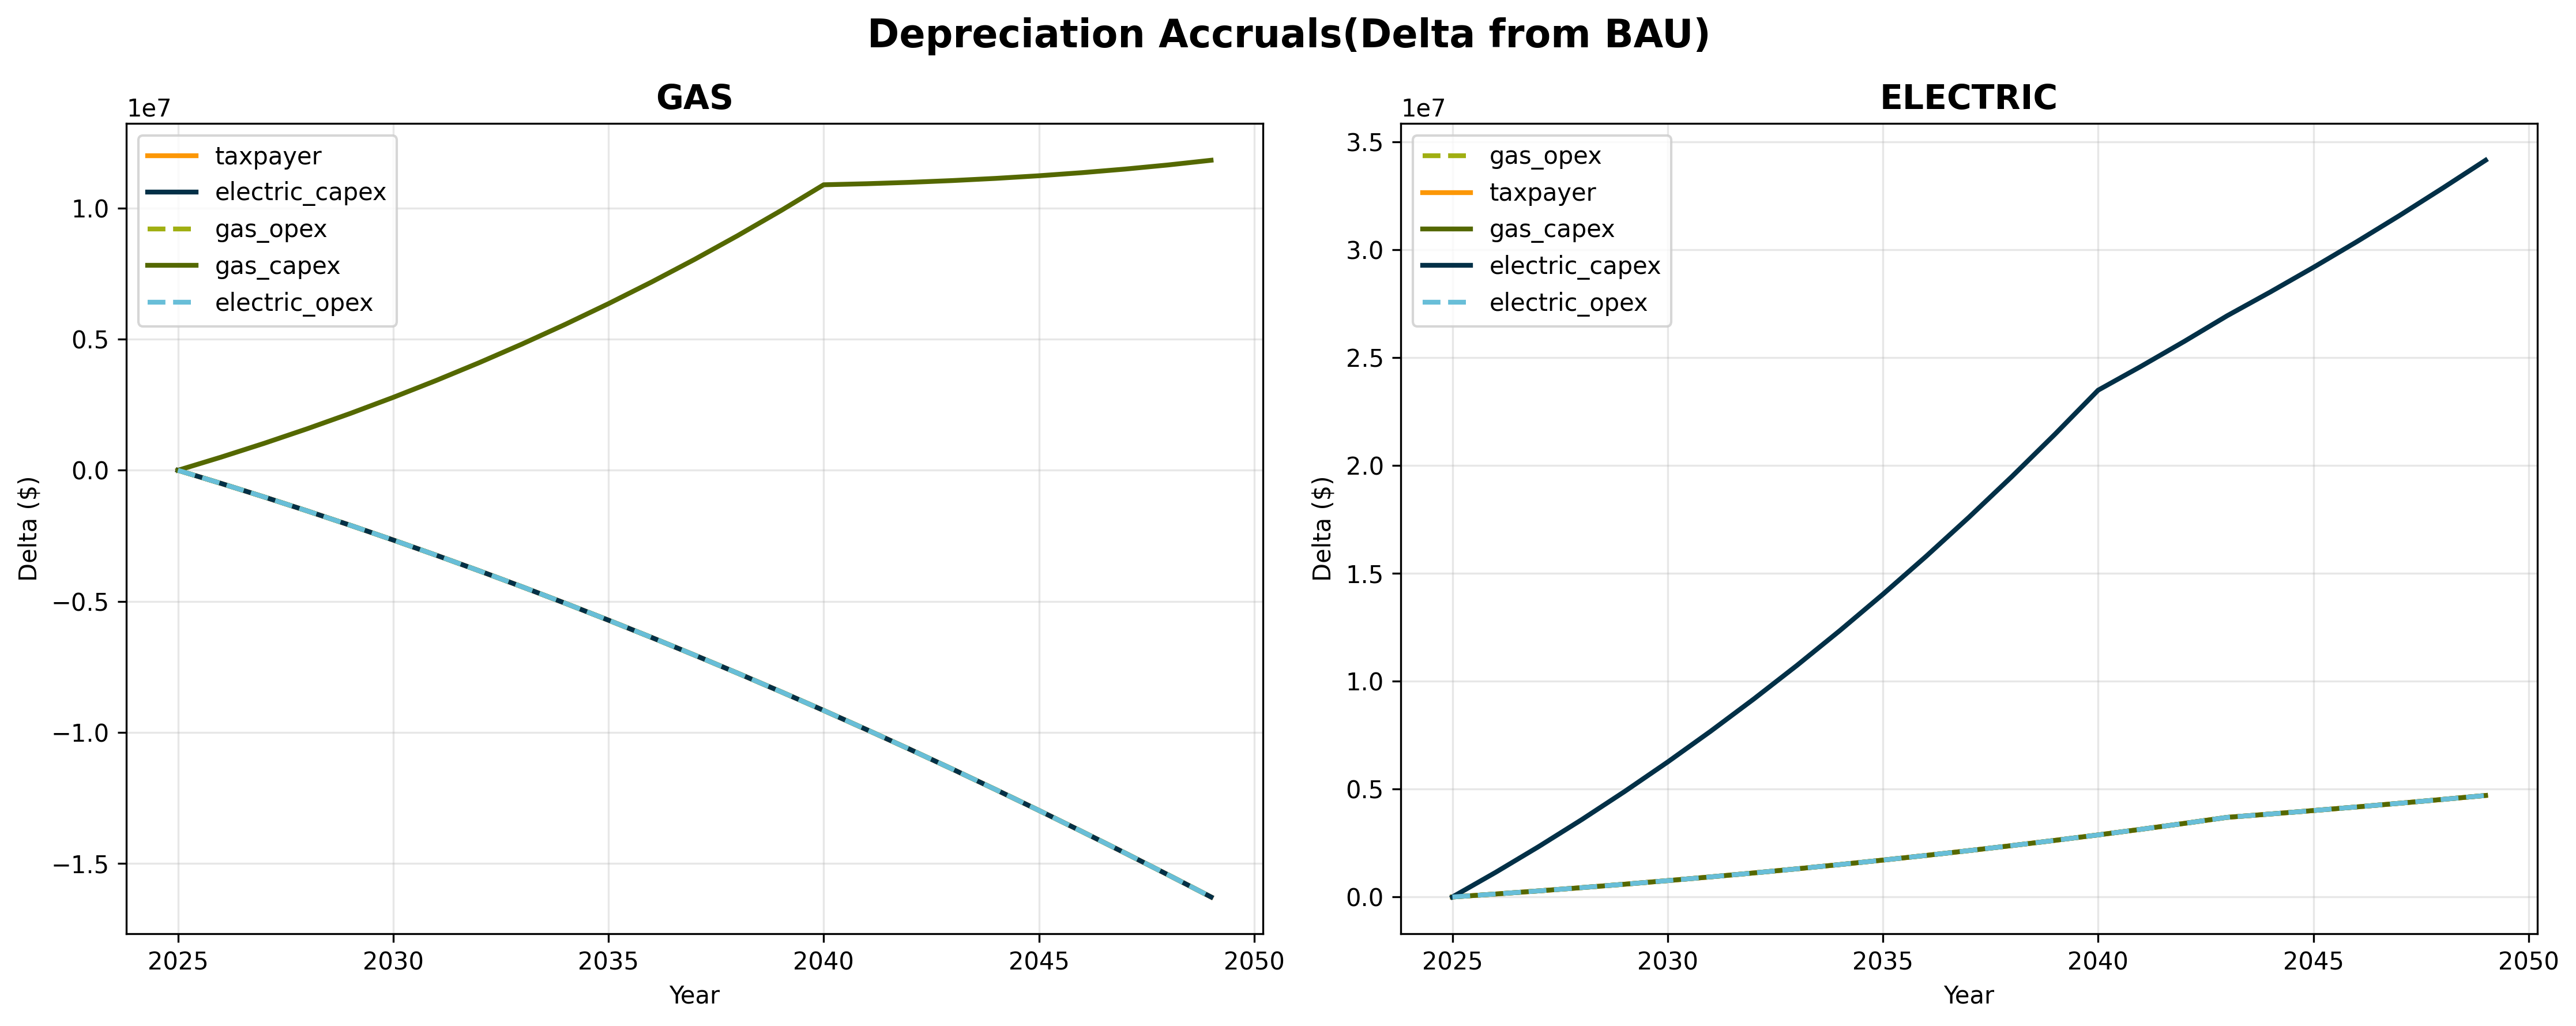 Depreciation Accruals(Delta from BAU)
GAS
1e7
taxpayer
electric_capex
gas_opex
gas_capex
electric_opex
1.0
0.5
0.0
−0.5
−1.0
−1.5
Delta ($)
2025 2030 2035 2040 2045 2050
Year
ELECTRIC
1e7
gas_opex
taxpayer
gas_capex
electric_capex
electric_opex
3.5
3.0
2.5
2.0
1.5
1.0
0.5
0.0
Delta ($)
2025 2030 2035 2040 2045 2050
Year